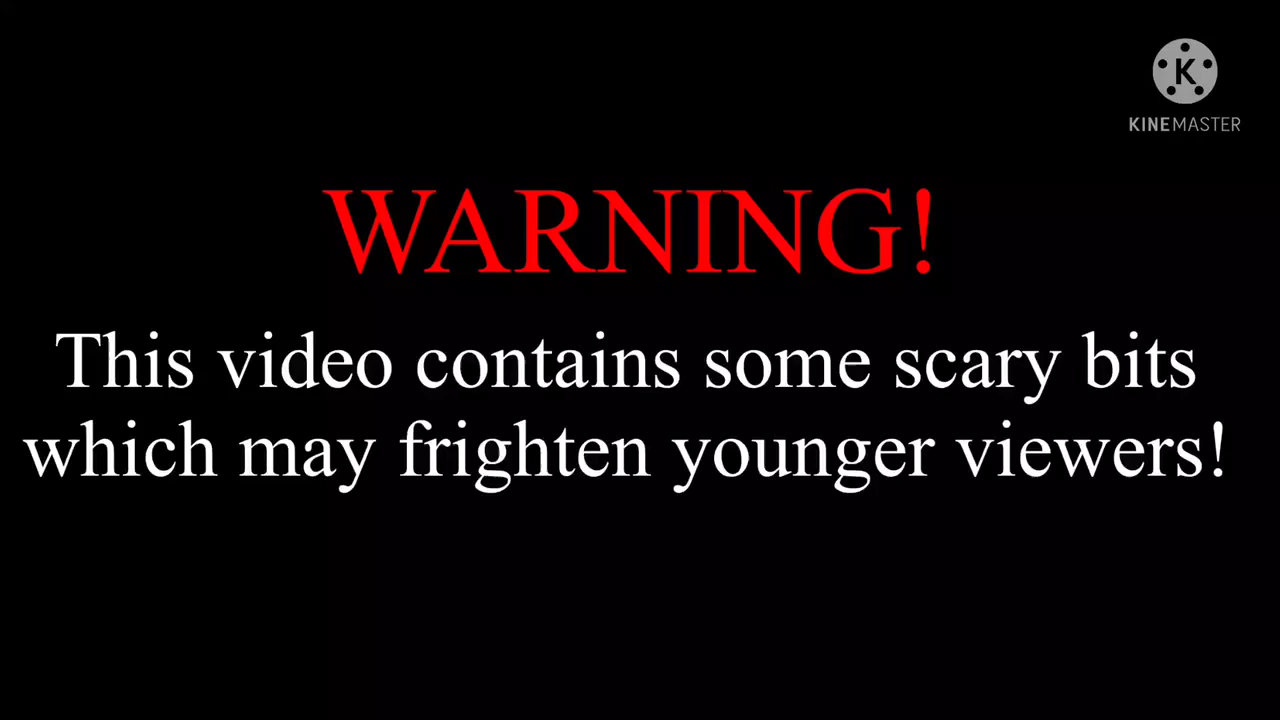 K
KINEMASTER
WARNING!
This video contains some scary bits
which may frighten younger viewers!